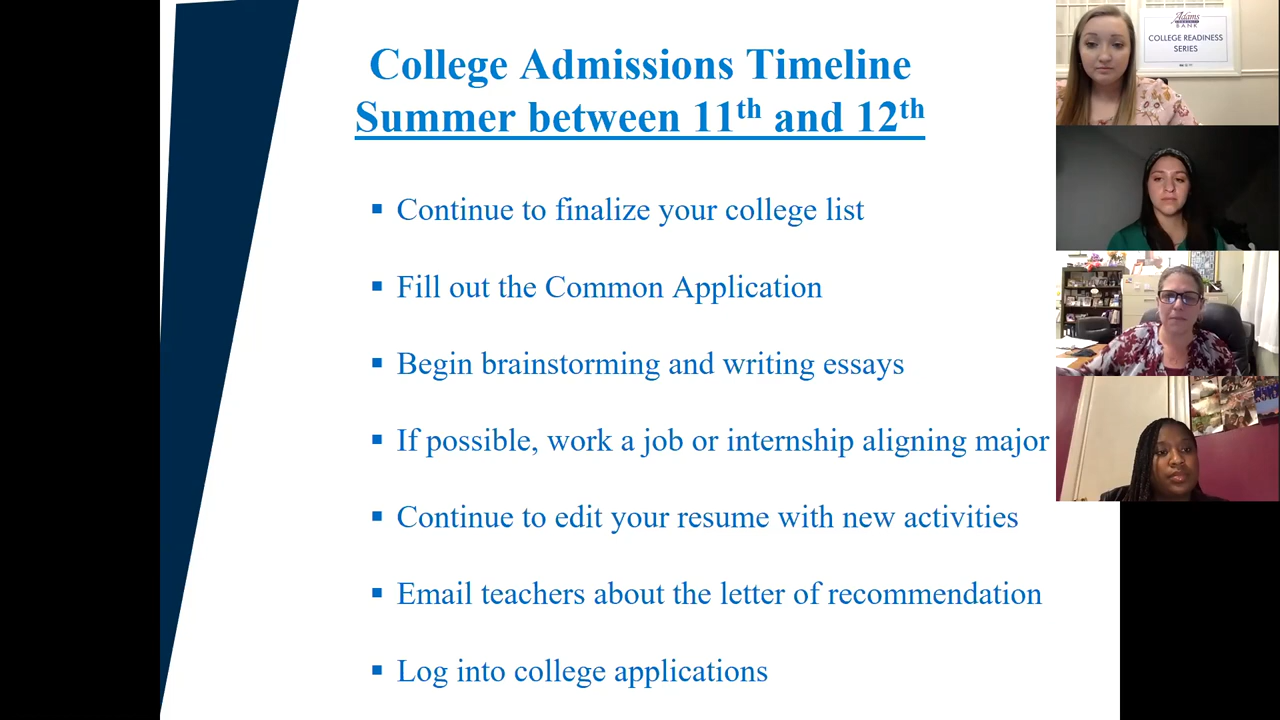 College Admissions Timeline
Summer between 11th and 12th
▪ Continue to finalize your college list
▪ Fill out the Common Application
▪ Begin brainstorming and writing essays
▪ If possible, work a job or internship aligning major
▪ Continue to edit your resume with new activities
▪ Email teachers about the letter of recommendation
▪ Log into college applications
Adams
BANK
COLLEGE READINESS
SERIES